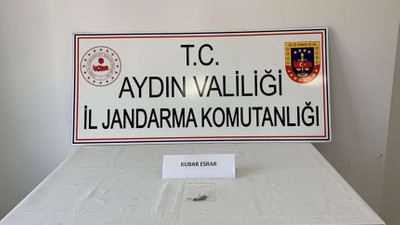 T.C.
AYDIN VALİLİĞİ
İL JANDARMA KOMUTANLIĞI
KUBAR ESRAR